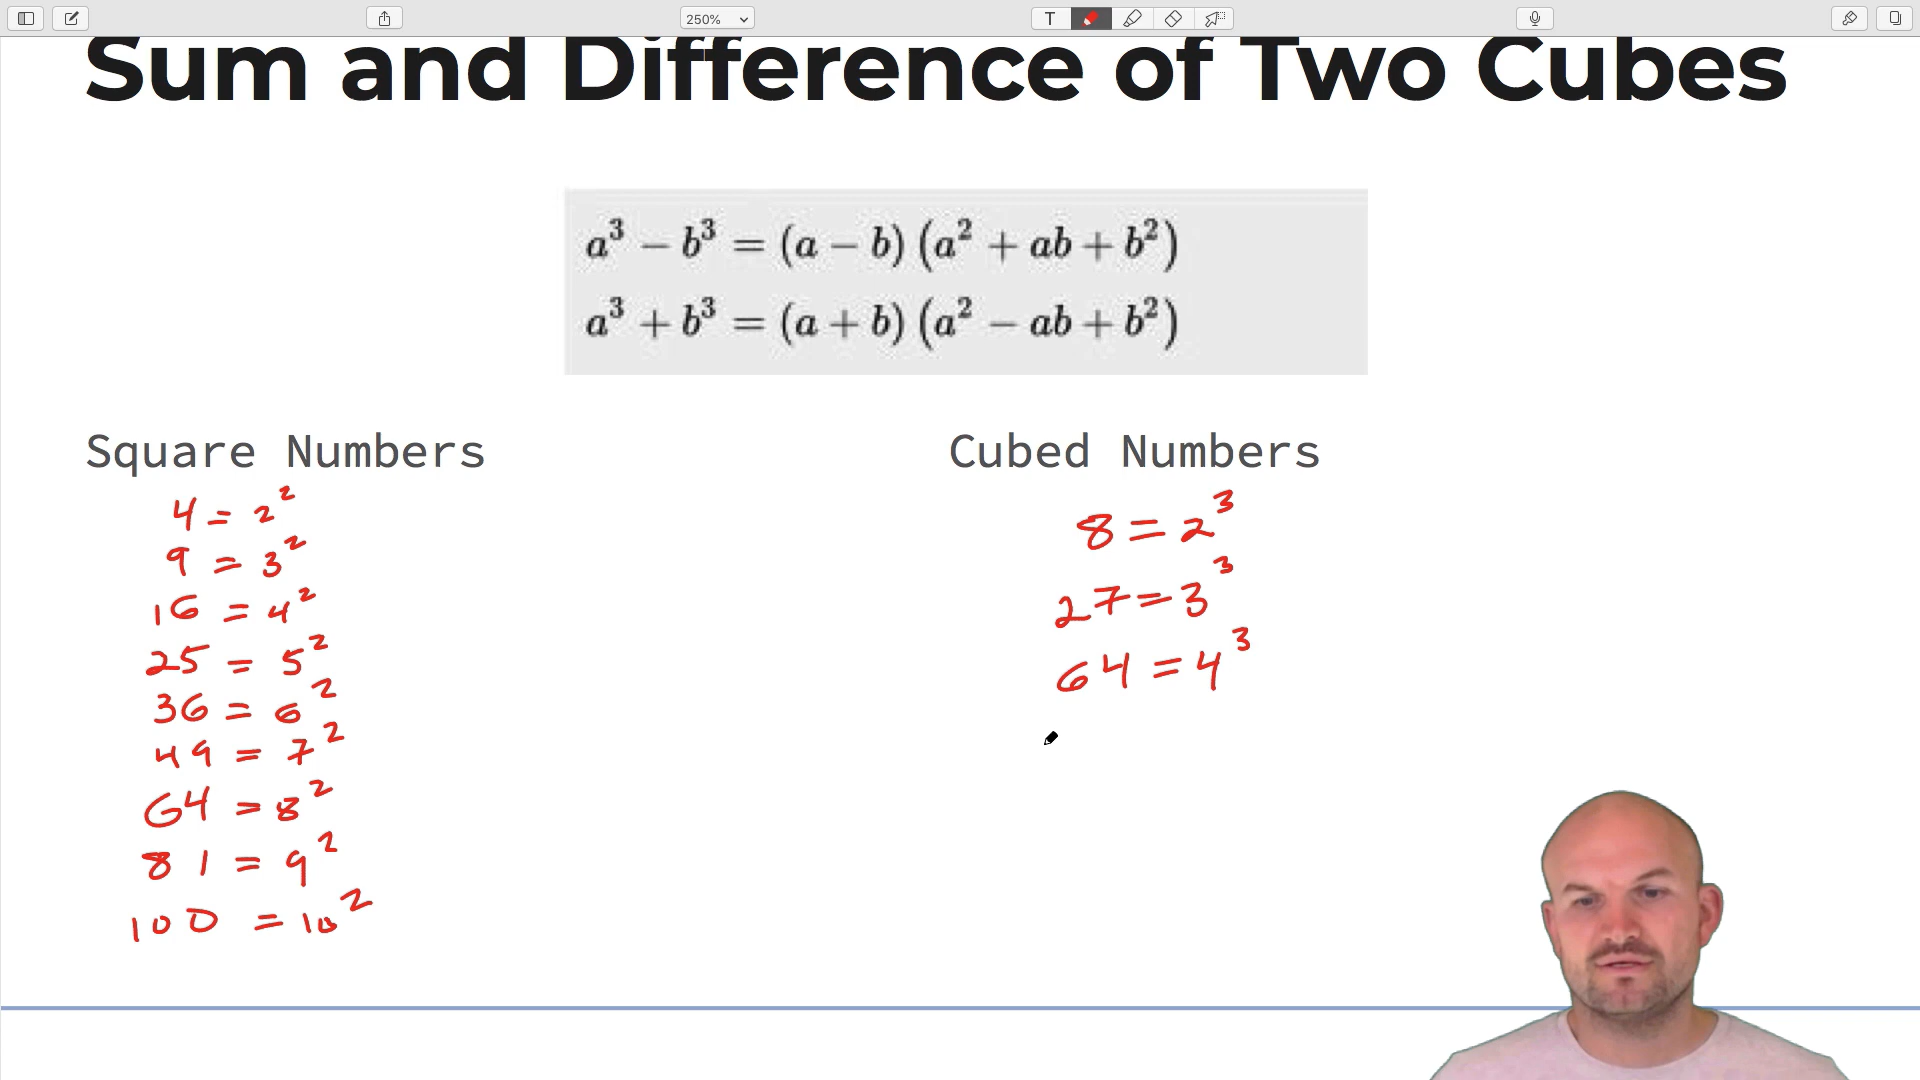 250%
T
Sum and Difference of Two Cubes
a³ − b³ = (a − b) (a² + ab + b²)
a³ + b³ = (a + b) (a² − ab + b²)
Square Numbers
4 = 2²
9 = 3²
16 = 4²
25 = 5²
36 = 6²
49 = 7²
64 = 8²
81 = 9²
100 = 10²
Cubed Numbers
8 = 2³
27 = 3³
64 = 4³